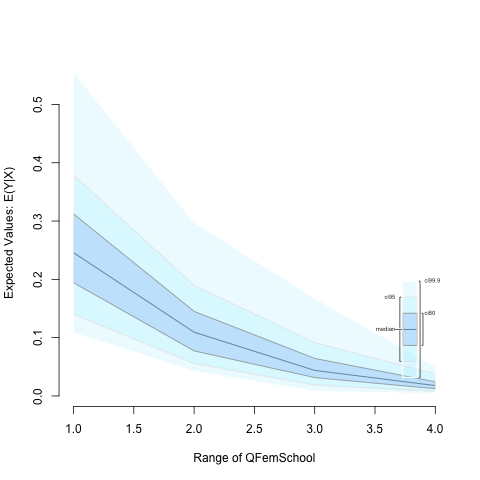 Expected Values: E(Y|X)
0.5
0.4
0.3
0.2
0.1
0.0
ci99.9
ci95
ci80
median
1.0 1.5 2.0 2.5 3.0 3.5 4.0
Range of QFemSchool